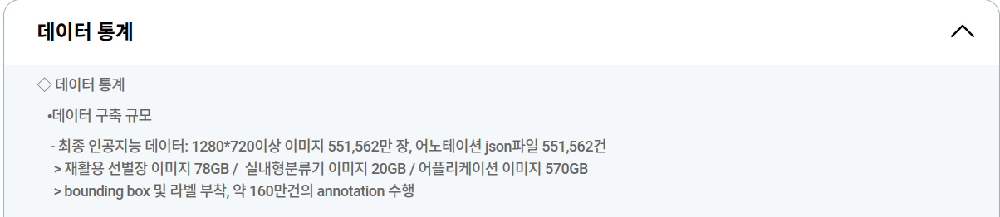 데이터 통계
◇ 데이터 통계
•데이터 구축 규모
- 최종 인공지능 데이터: 1280*720이상 이미지 551,562만 장, 어노테이션 json파일 551,562건
> 재활용 선별장 이미지 78GB / 실내형분류기 이미지 20GB / 어플리케이션 이미지 570GB
> bounding box 및 라벨 부착, 약 160만건의 annotation 수행